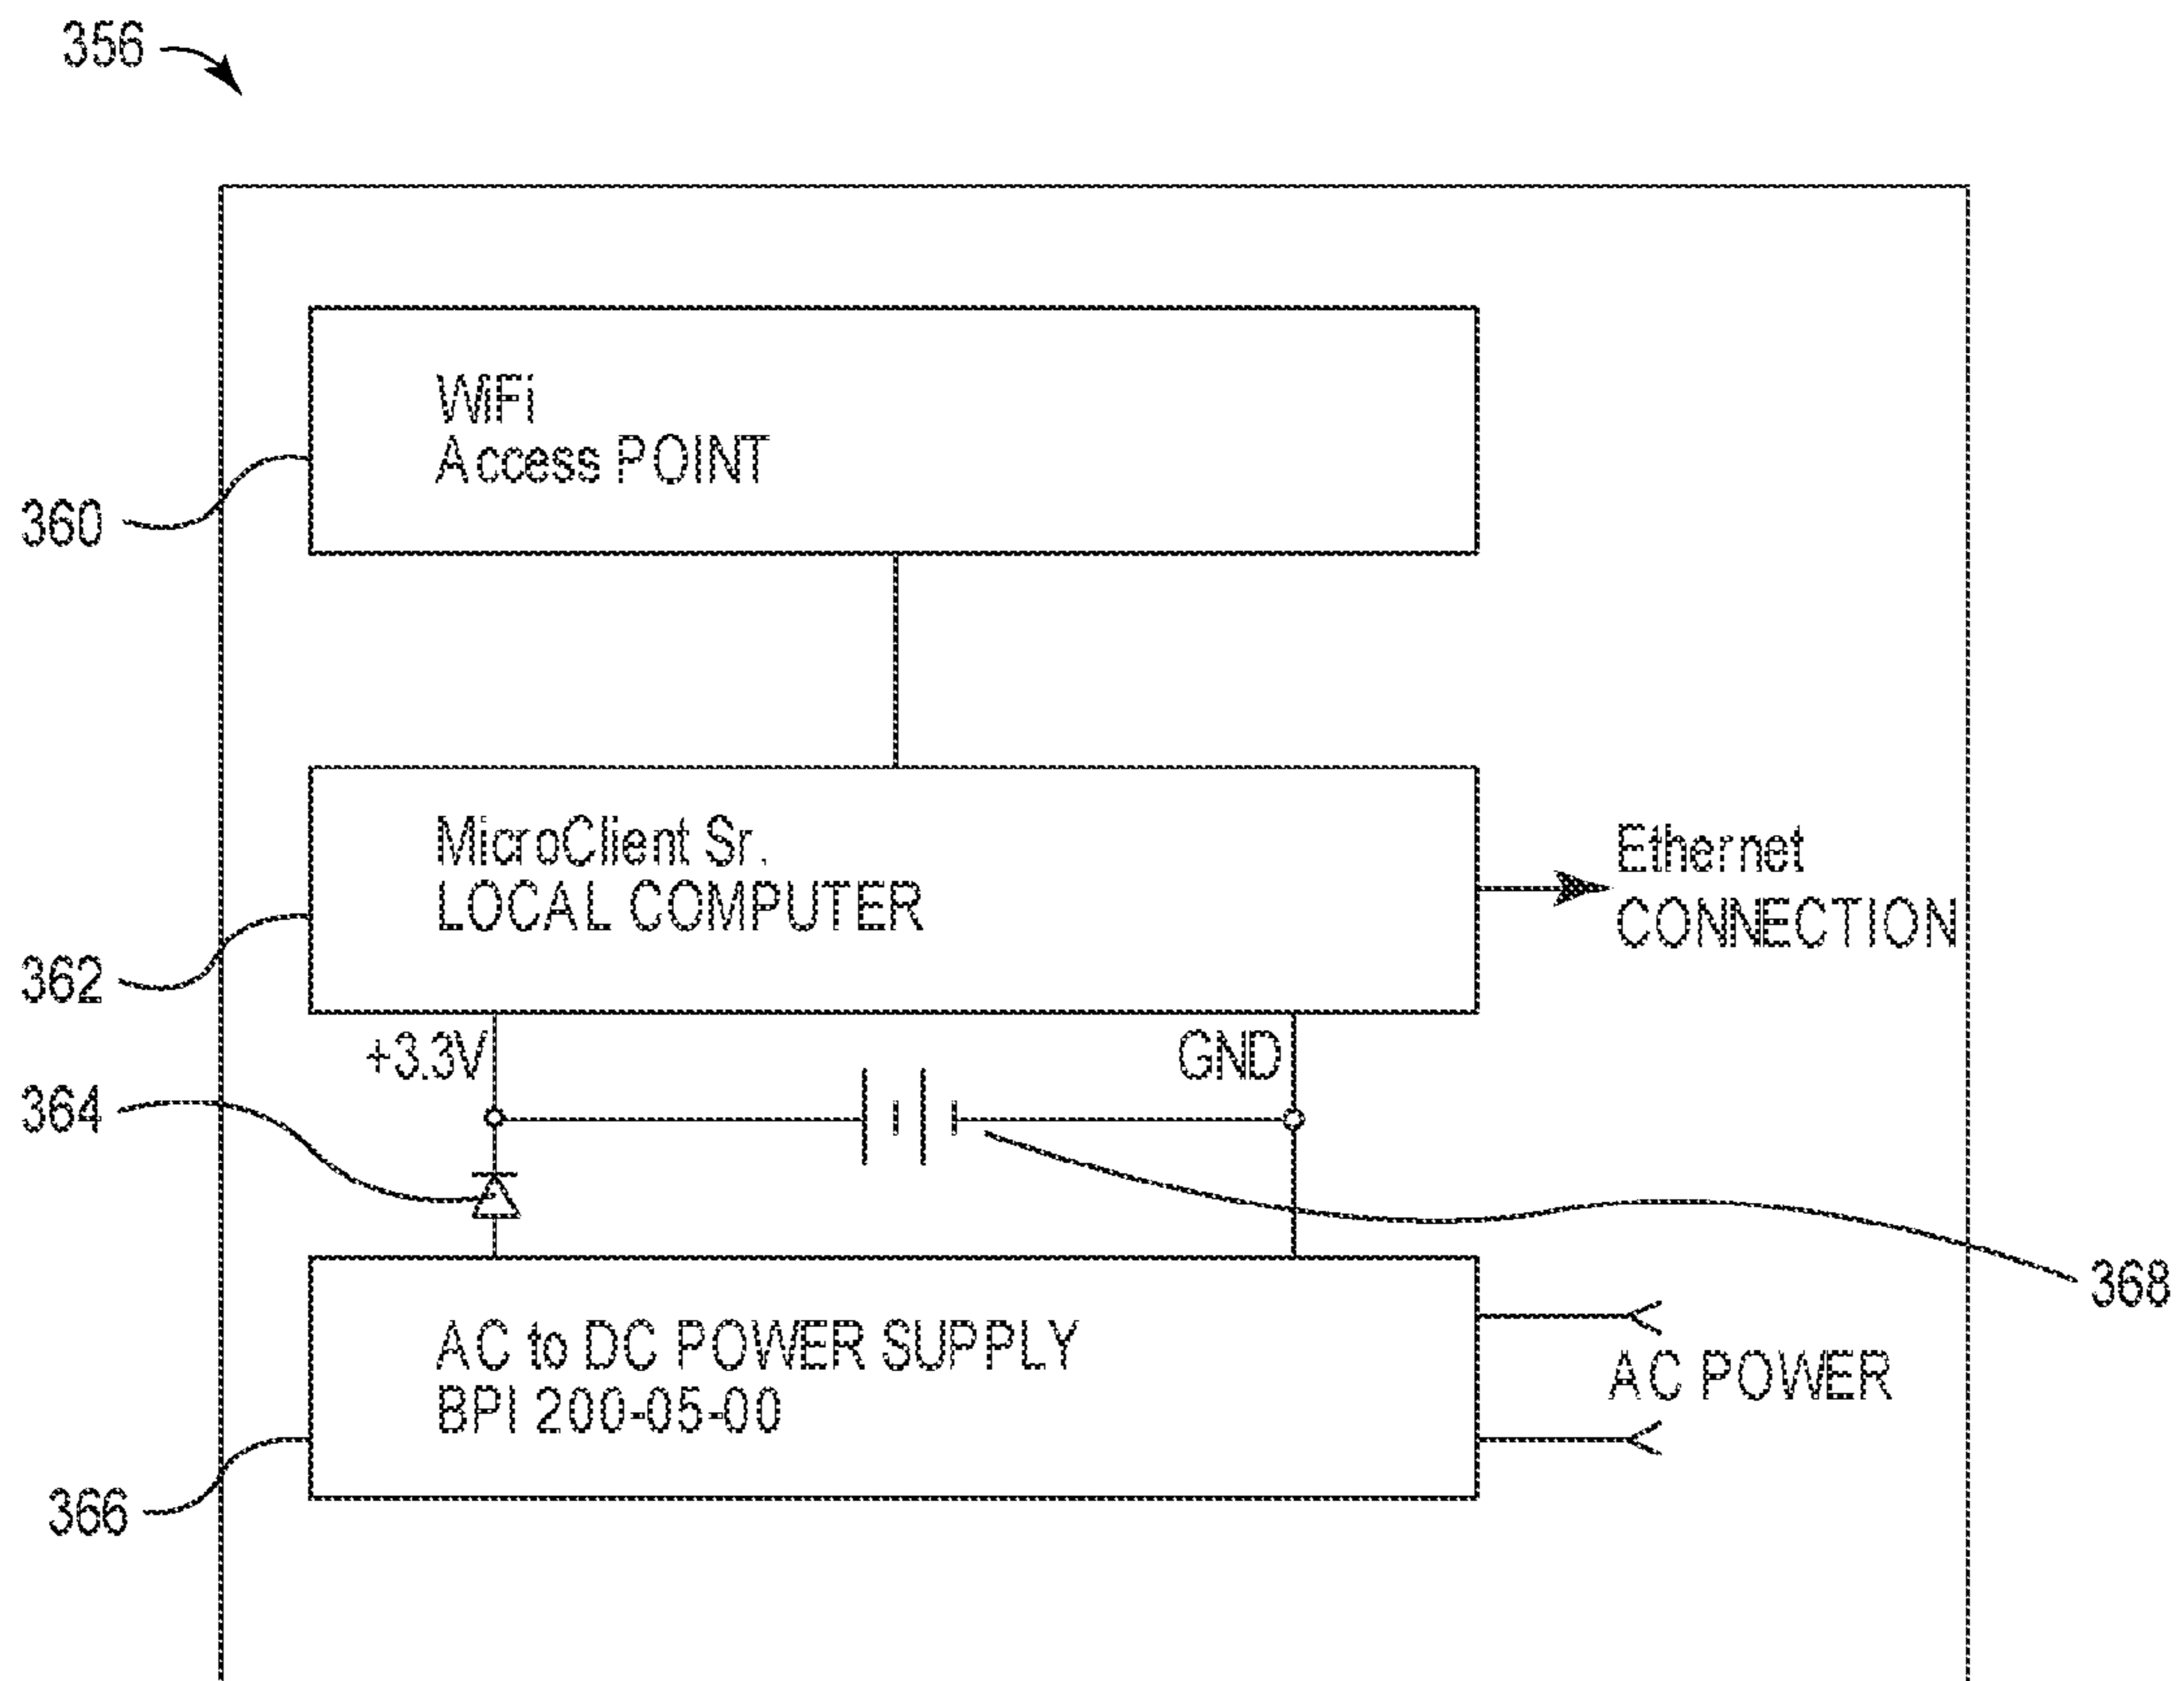 356
WiFi
Access POINT
360
MicroClient Sr.
LOCAL COMPUTER
Ethernet
CONNECTION
362
+3.3V
GND
364
368
AC to DC POWER SUPPLY
BPI 200-05-00
AC POWER
366